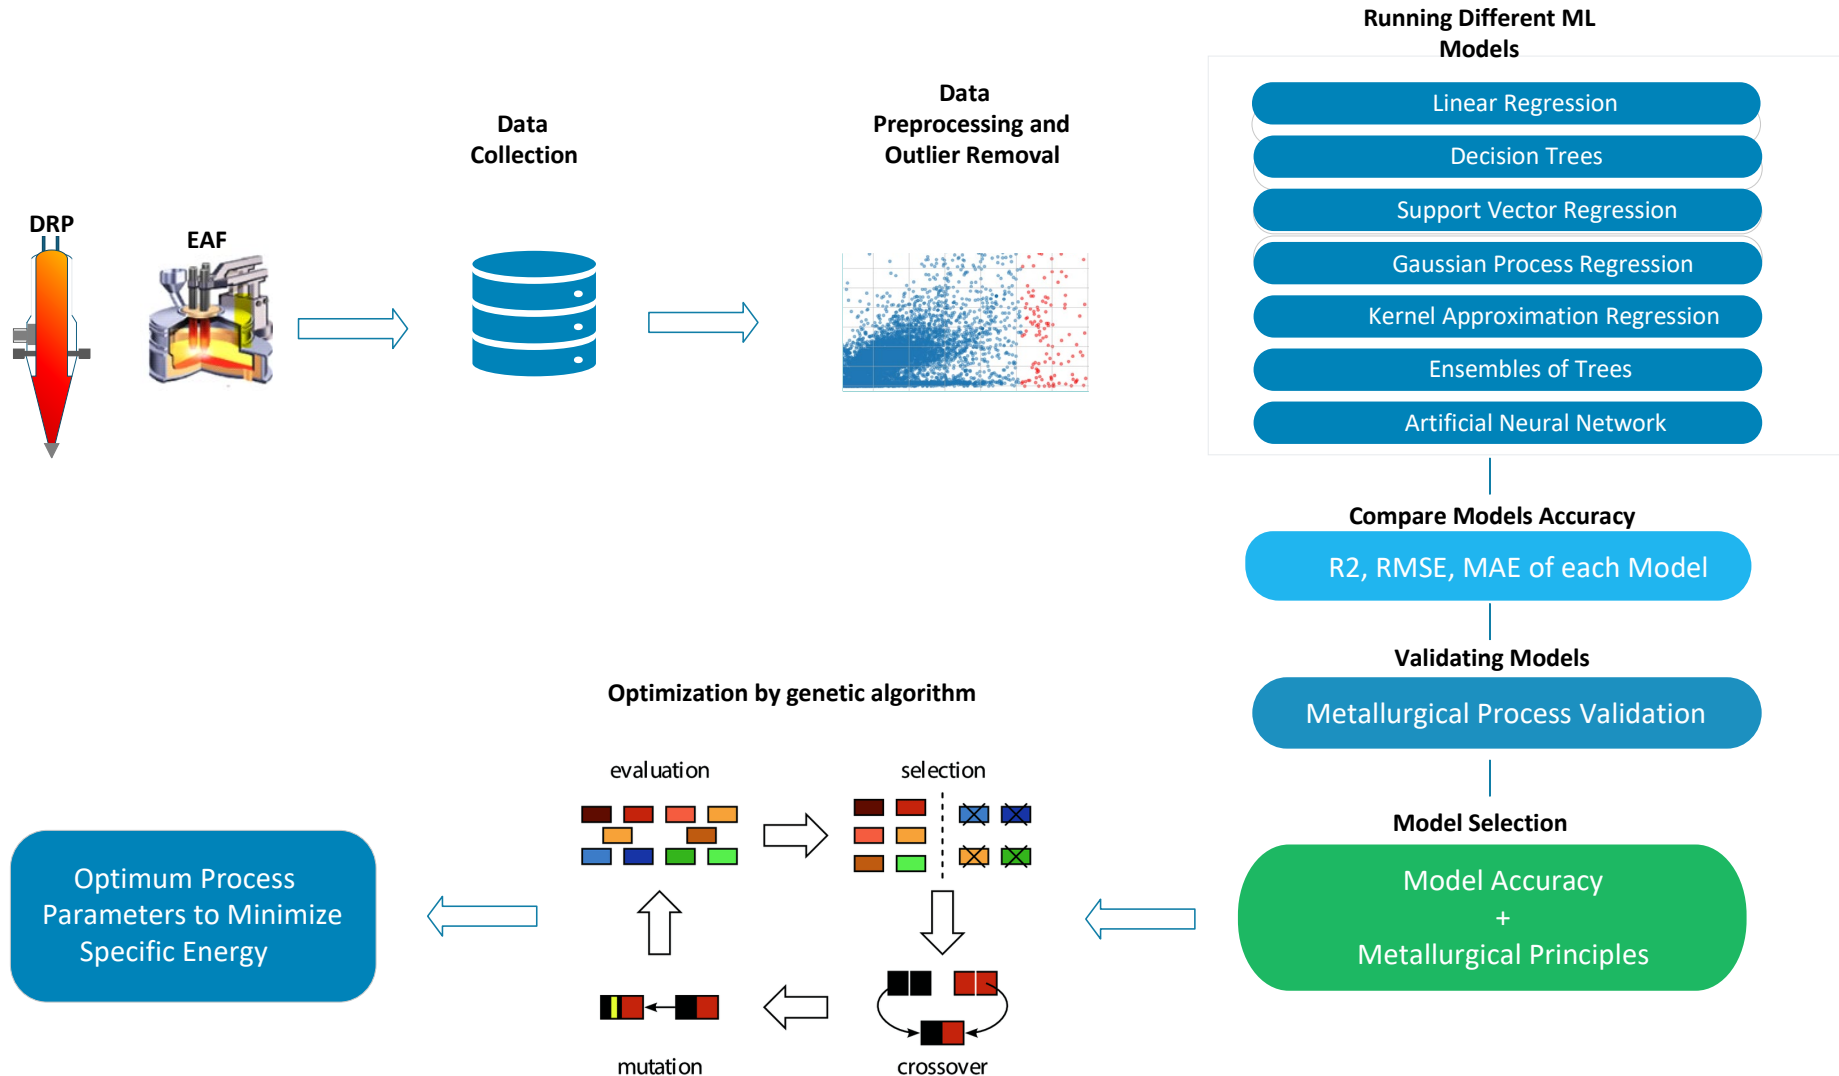 DRP
EAF
Data
Collection
Data
Preprocessing and
Outlier Removal
Running Different ML
Models
Linear Regression
Decision Trees
Support Vector Regression
Gaussian Process Regression
Kernel Approximation Regression
Ensembles of Trees
Artificial Neural Network
Compare Models Accuracy
R2, RMSE, MAE of each Model
Validating Models
Metallurgical Process Validation
Model Selection
Model Accuracy
+
Metallurgical Principles
Optimization by genetic algorithm
evaluation
selection
crossover
mutation
Optimum Process
Parameters to Minimize
Specific Energy